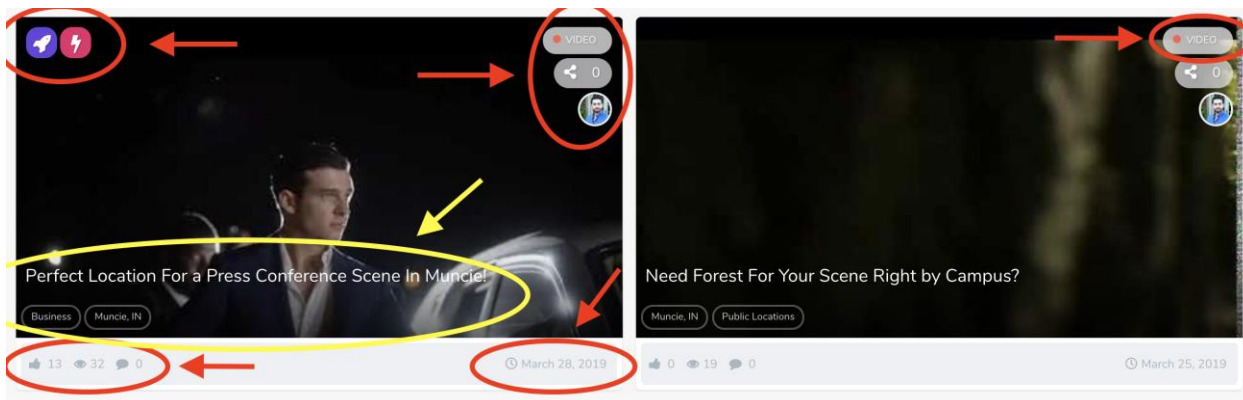 VIDEO
0
Perfect Location For a Press Conference Scene In Muncie!
Business Muncie, IN
13 32 0 March 28, 2019
VIDEO
0
Need Forest For Your Scene Right by Campus?
Muncie, IN Public Locations
0 19 0 March 25, 2019